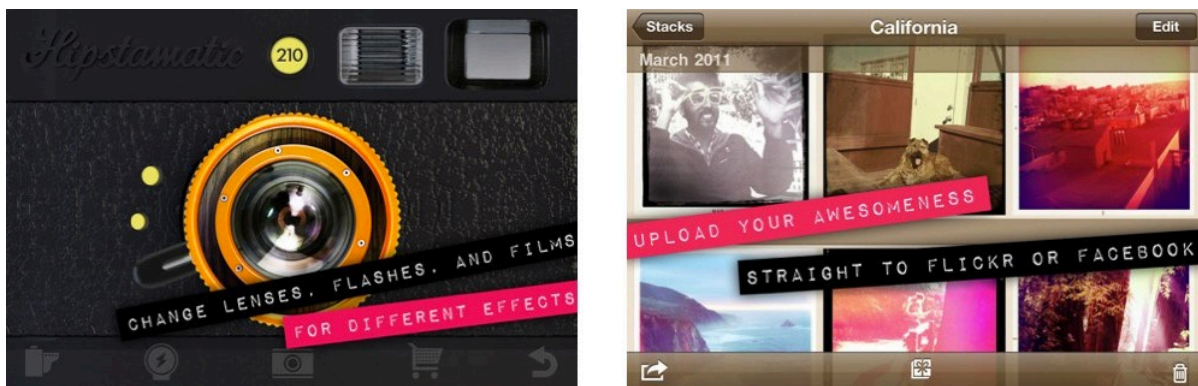 Hipstamatic 210
CHANGE LENSES, FLASHES, AND FILMS
FOR DIFFERENT EFFECTS
Stacks California Edit
March 2011
UPLOAD YOUR AWESOMENESS
STRAIGHT TO FLICKR OR FACEBOOK